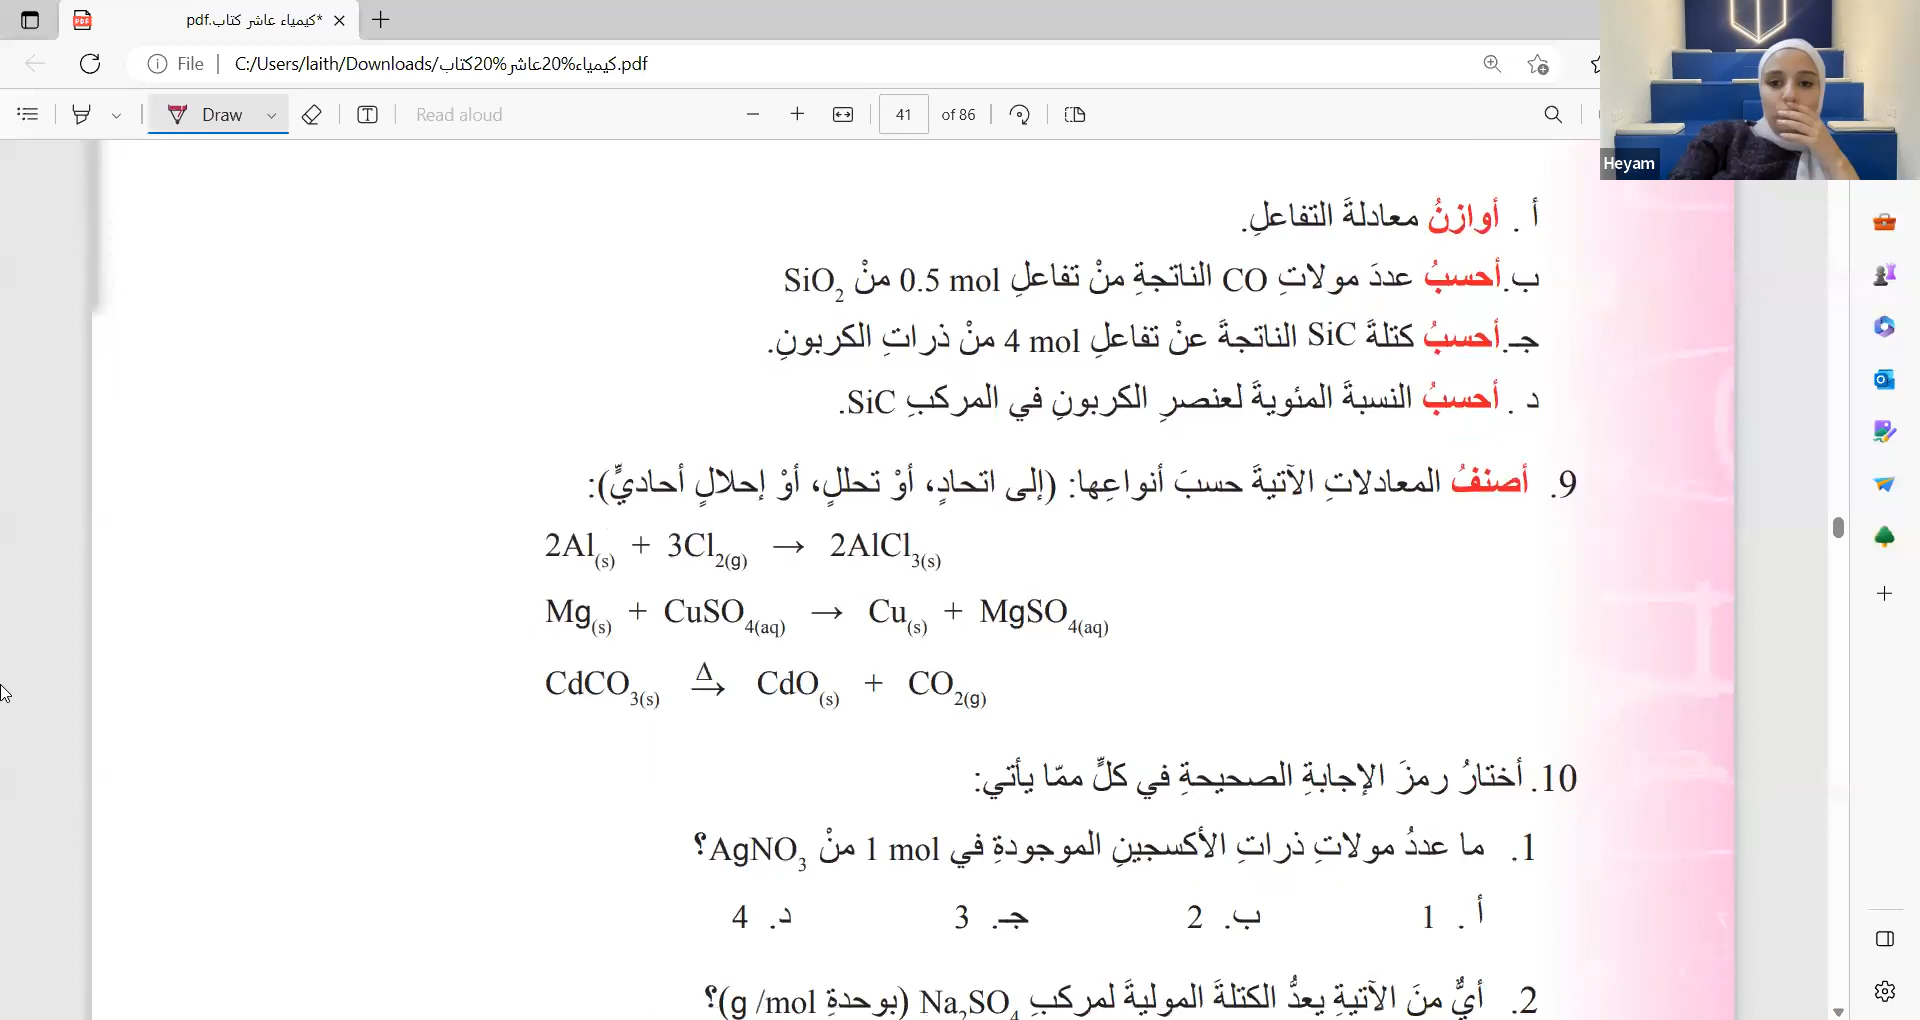 كيمياء عاشر كتاب.pdf*
File C:/Users/laith/Downloads/كيمياء%20عاشر%20كتاب.pdf
Draw Read aloud 41 of 86
Heyam
أ . أوازنُ معادلةَ التفاعلِ.
ب.أحسبُ عددَ مولاتِ CO الناتجةِ منْ تفاعلِ 0.5 mol منْ SiO₂
جـ.أحسبُ كتلةَ SiC الناتجةَ عنْ تفاعلِ 4 mol منْ ذراتِ الكربونِ.
د . أحسبُ النسبةَ المئويةَ لعنصرِ الكربونِ في المركبِ SiC.
9. أصنفُ المعادلاتِ الآتيةَ حسبَ أنواعِها: (إلى اتحادٍ، أوْ تحللٍ، أوْ إحلالٍ أحاديٍّ):
2Al(s) + 3Cl2(g) → 2AlCl3(s)
Mg(s) + CuSO4(aq) → Cu(s) + MgSO4(aq)
CdCO3(s) Δ→ CdO(s) + CO2(g)
10. أختارُ رمزَ الإجابةِ الصحيحةِ في كلٍّ ممّا يأتي:
1. ما عددُ مولاتِ ذراتِ الأكسجينِ الموجودةِ في 1 mol منْ AgNO₃؟
أ . 1 ب. 2 جـ. 3 د. 4
2. أيٌّ منَ الآتيةِ يعدُّ الكتلةَ الموليةَ لمركبِ Na₂SO₄ (بوحدةِ g /mol)؟